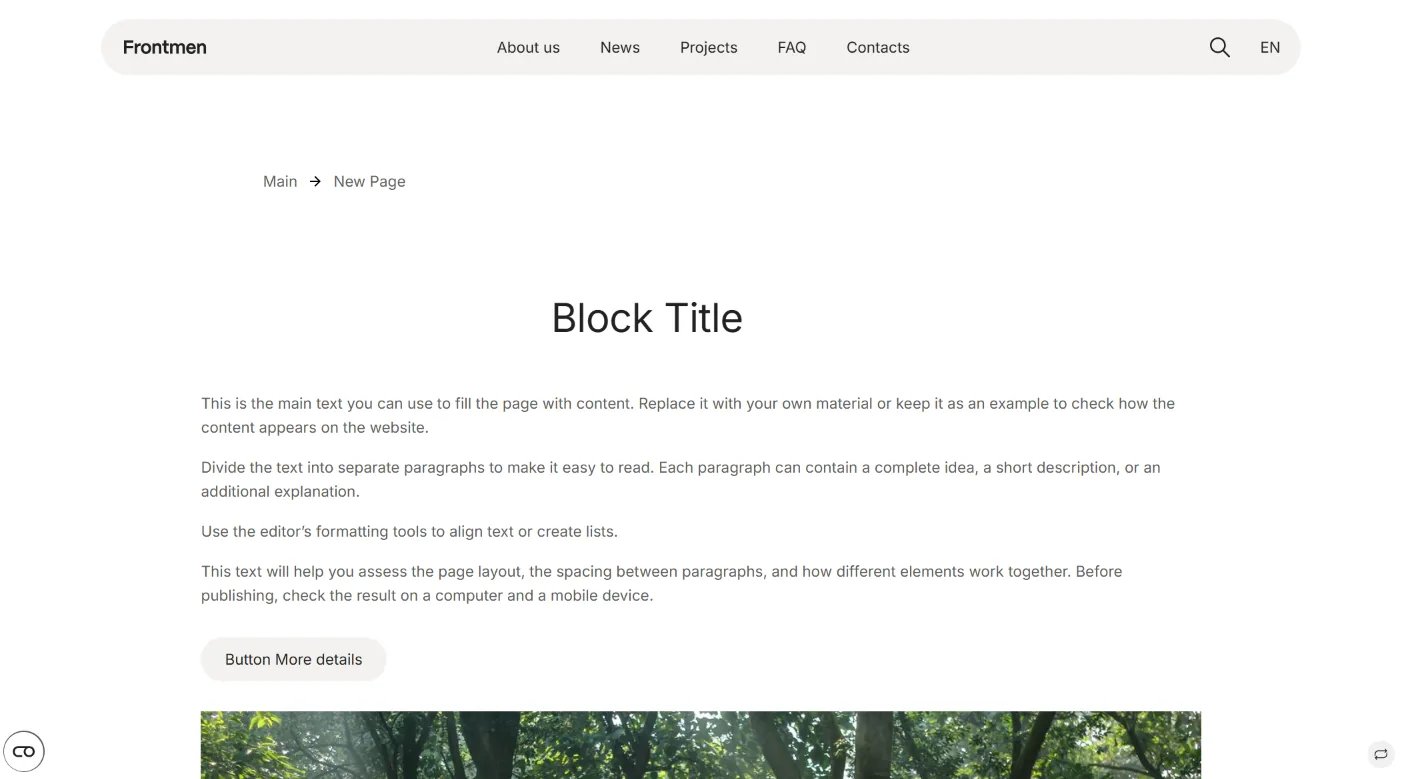 Frontmen
About us
News
Projects
FAQ
Contacts
EN
Main → New Page
Block Title
This is the main text you can use to fill the page with content. Replace it with your own material or keep it as an example to check how the
content appears on the website.
Divide the text into separate paragraphs to make it easy to read. Each paragraph can contain a complete idea, a short description, or an
additional explanation.
Use the editor’s formatting tools to align text or create lists.
This text will help you assess the page layout, the spacing between paragraphs, and how different elements work together. Before
publishing, check the result on a computer and a mobile device.
Button More details